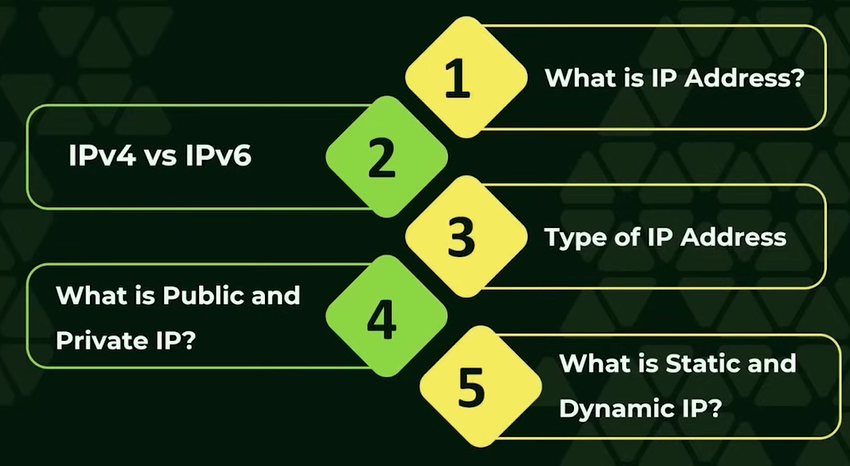 1
What is IP Address?
2
IPv4 vs IPv6
3
Type of IP Address
4
What is Public and
Private IP?
5
What is Static and
Dynamic IP?